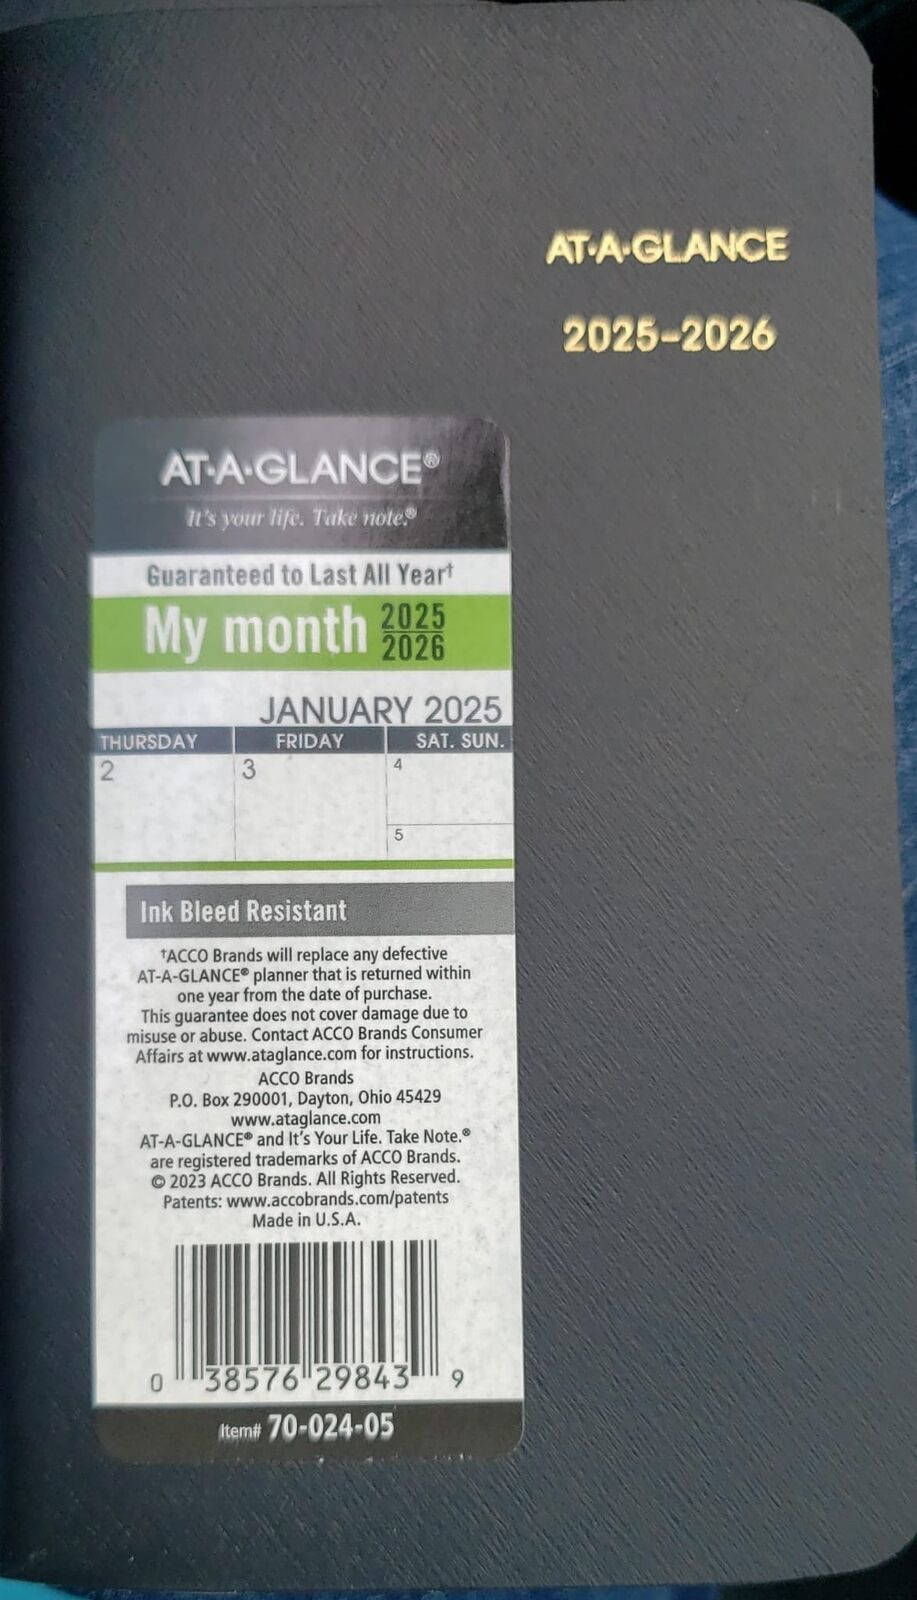 AT·A·GLANCE
2025–2026
AT·A·GLANCE®
It's your life. Take note.®
Guaranteed to Last All Year†
My month 2025
2026
JANUARY 2025
THURSDAY FRIDAY SAT. SUN.
2 3 4
5
Ink Bleed Resistant
†ACCO Brands will replace any defective
AT-A-GLANCE® planner that is returned within
one year from the date of purchase.
This guarantee does not cover damage due to
misuse or abuse. Contact ACCO Brands Consumer
Affairs at www.ataglance.com for instructions.
ACCO Brands
P.O. Box 290001, Dayton, Ohio 45429
www.ataglance.com
AT-A-GLANCE® and It's Your Life. Take Note.®
are registered trademarks of ACCO Brands.
© 2023 ACCO Brands. All Rights Reserved.
Patents: www.accobrands.com/patents
Made in U.S.A.
0 38576 29843 9
Item# 70-024-05